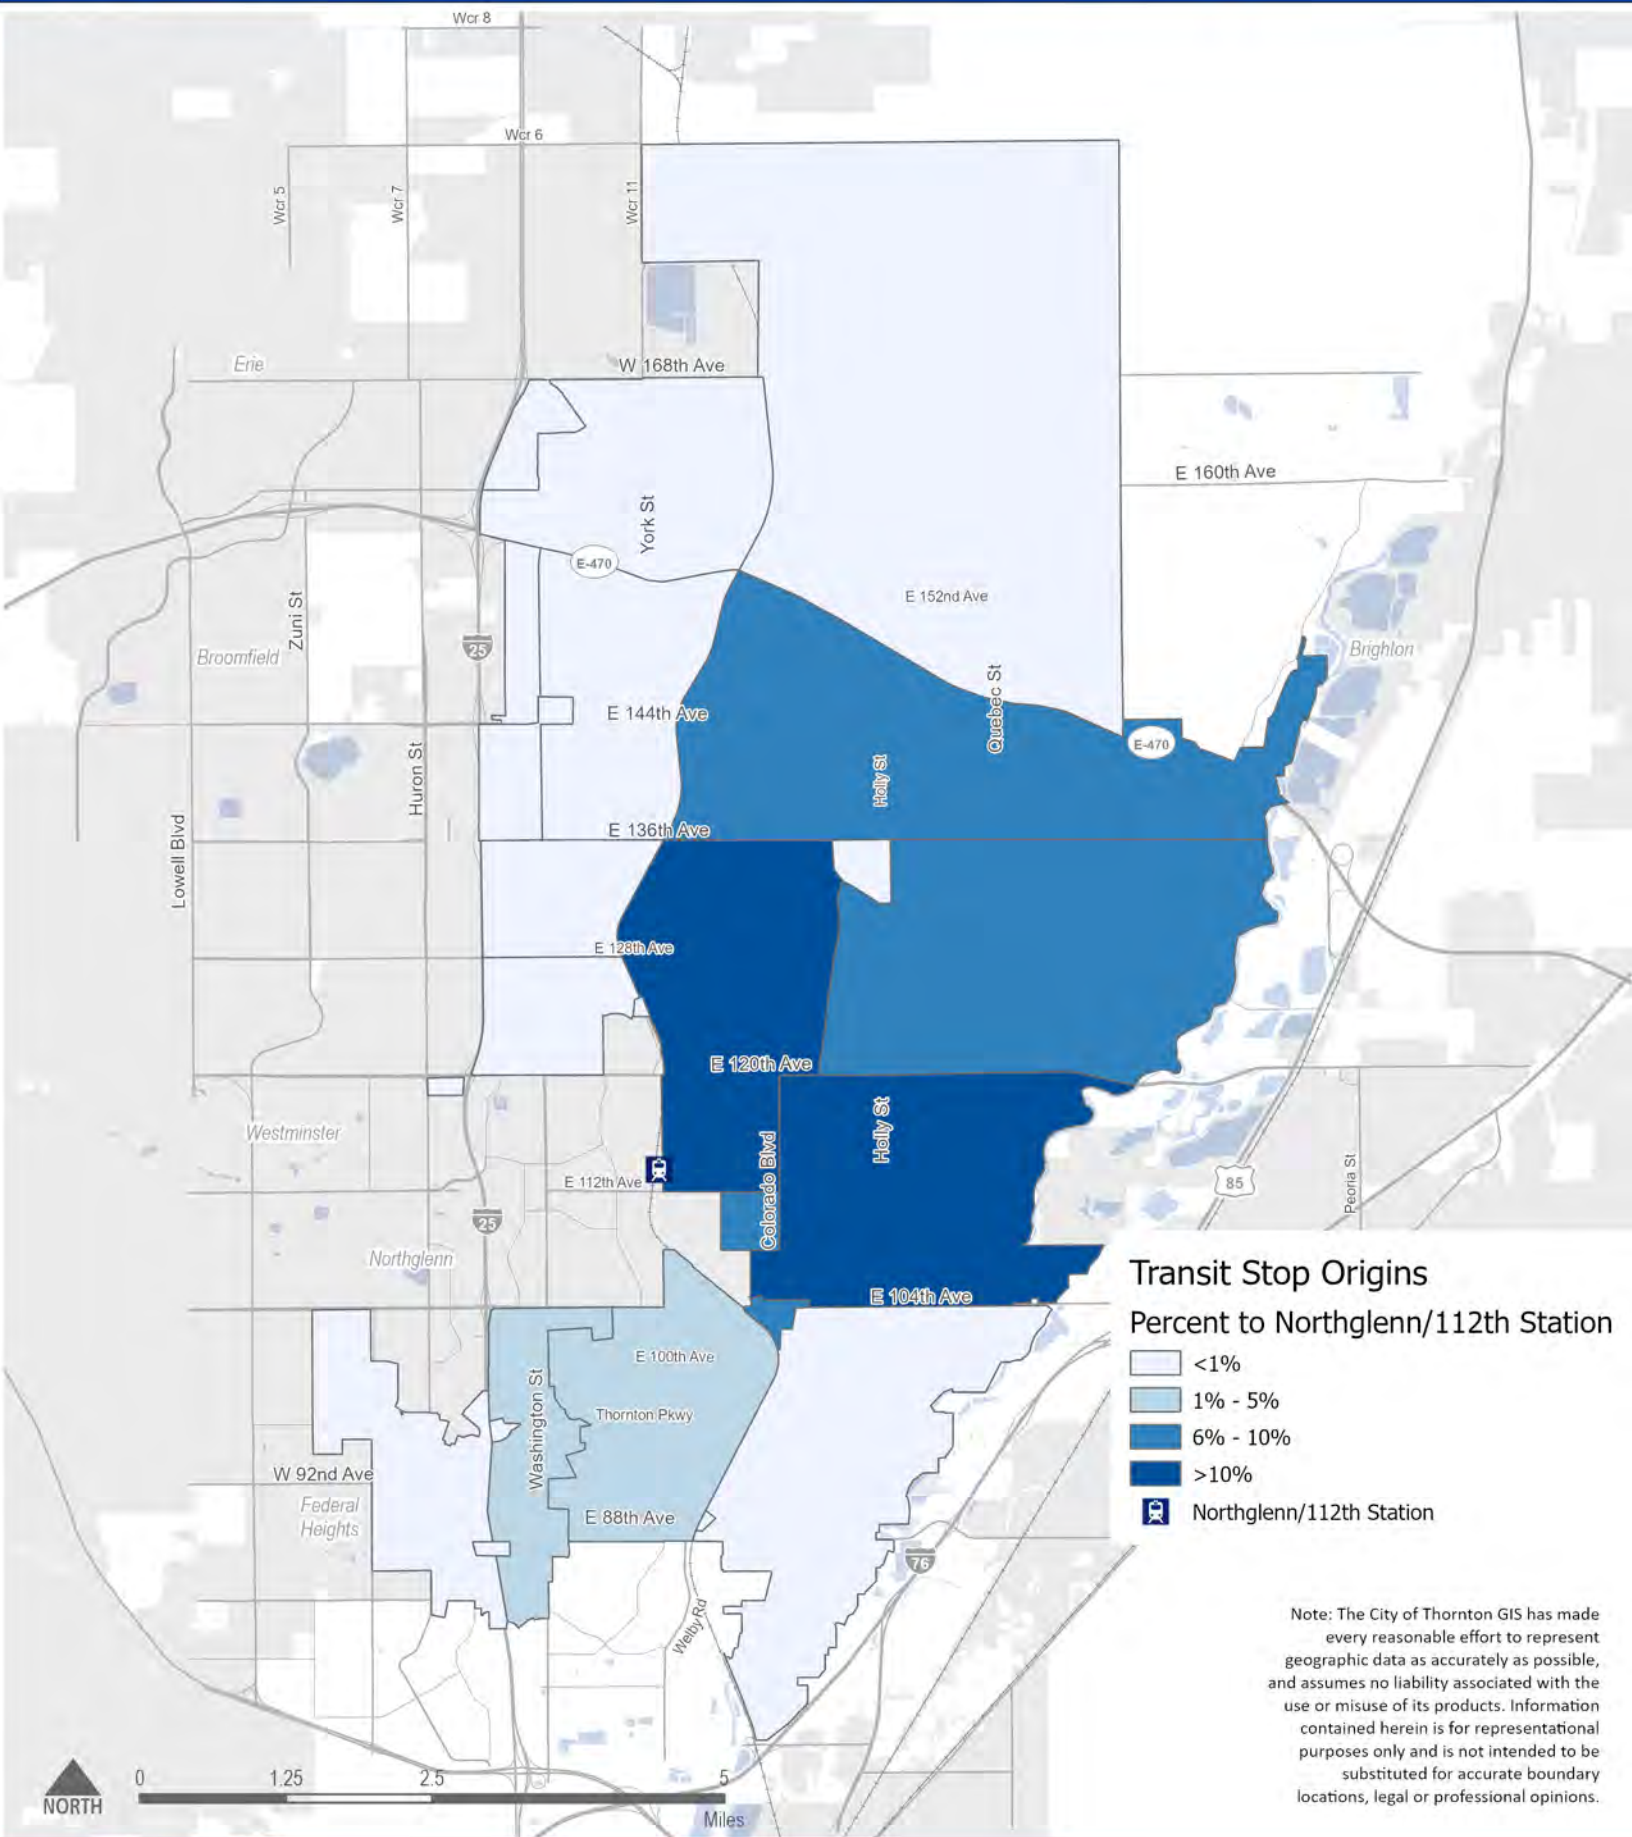 Wcr 8
Wcr 6
Wcr 5
Wcr 7
Wcr 11
Erie
W 168th Ave
E 160th Ave
York St
E-470
E 152nd Ave
Zuni St
Broomfield
25
Brighton
Quebec St
E 144th Ave
E-470
Huron St
Holly St
E 136th Ave
Lowell Blvd
E 128th Ave
E 120th Ave
Westminster
Holly St
Colorado Blvd
E 112th Ave
85
Peoria St
25
Northglenn
E 104th Ave
E 100th Ave
Washington St
Thornton Pkwy
W 92nd Ave
Federal
Heights
E 88th Ave
76
Welby Rd
Transit Stop Origins
Percent to Northglenn/112th Station
<1%
1% - 5%
6% - 10%
>10%
Northglenn/112th Station
Note: The City of Thornton GIS has made
every reasonable effort to represent
geographic data as accurately as possible,
and assumes no liability associated with the
use or misuse of its products. Information
contained herein is for representational
purposes only and is not intended to be
substituted for accurate boundary
locations, legal or professional opinions.
NORTH
0 1.25 2.5 5
Miles